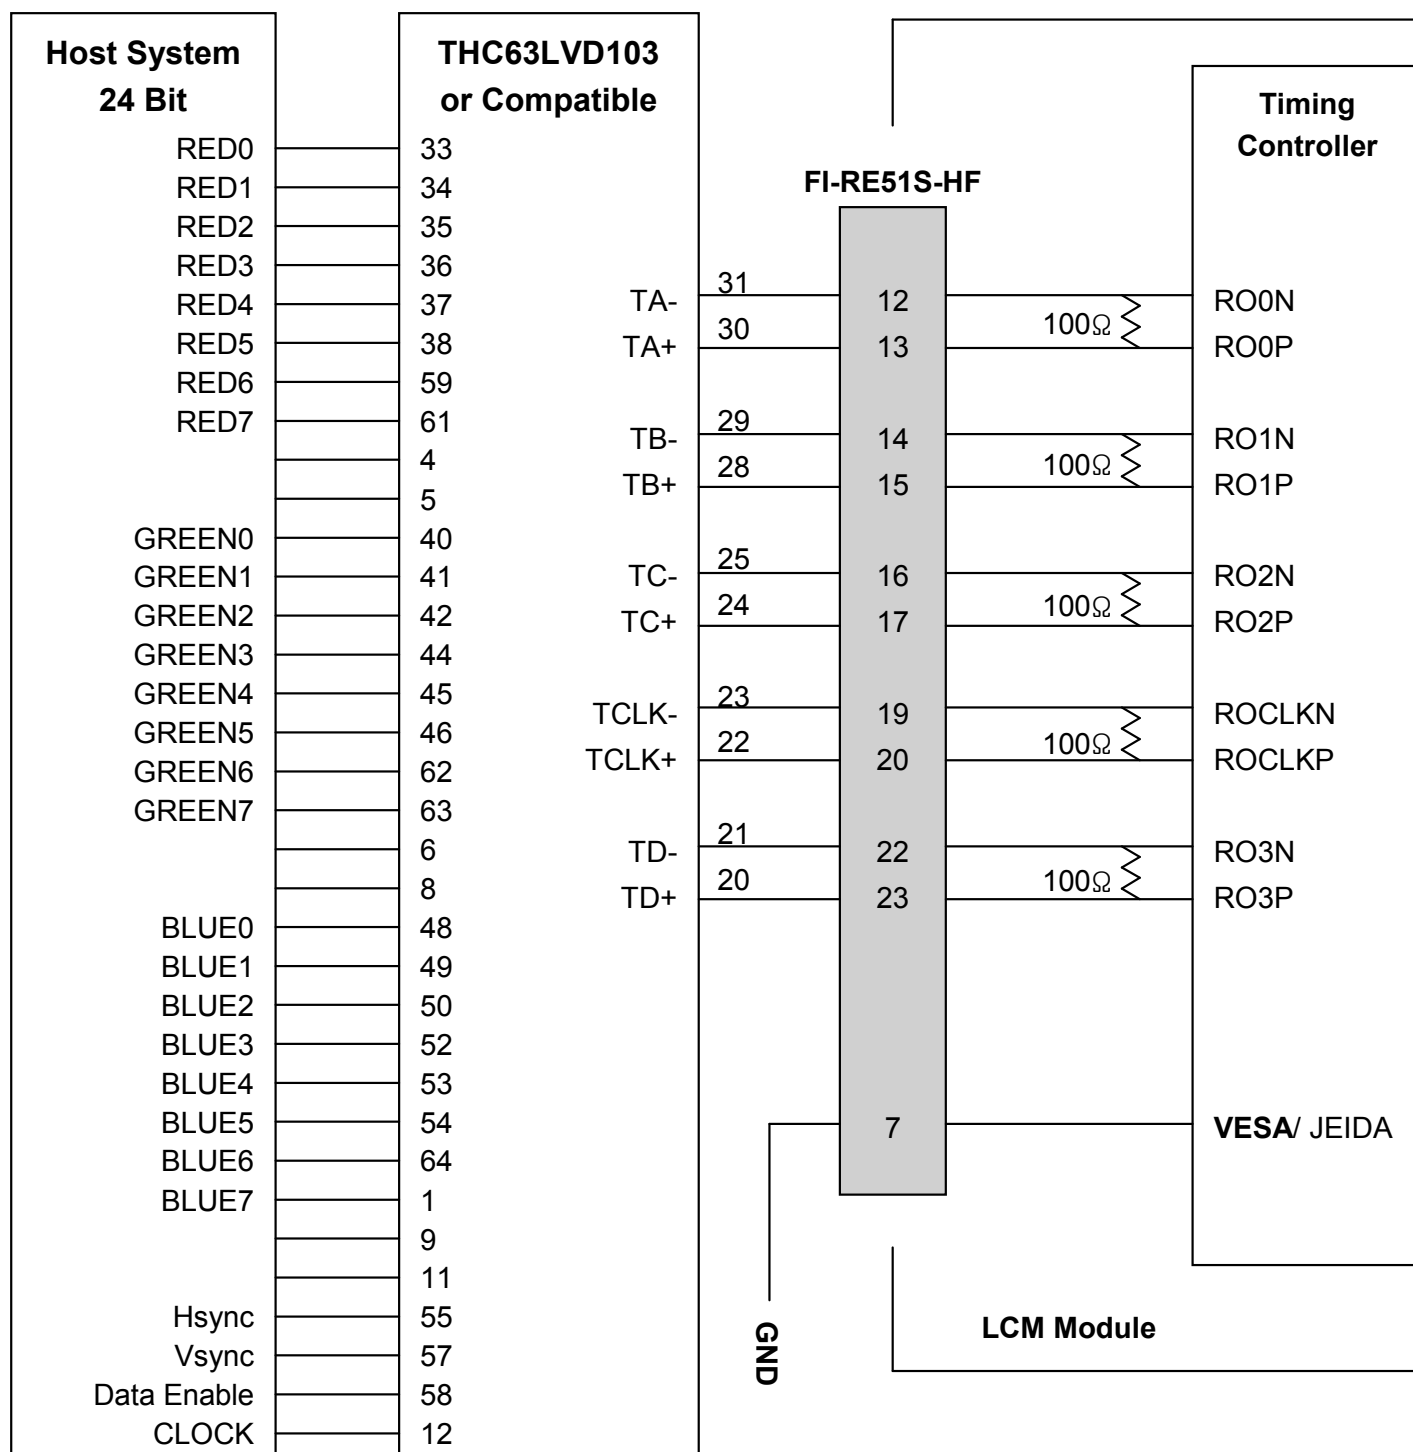 Host System
24 Bit
RED0 33
RED1 34
RED2 35
RED3 36
RED4 37
RED5 38
RED6 59
RED7 61
4
5
GREEN0 40
GREEN1 41
GREEN2 42
GREEN3 44
GREEN4 45
GREEN5 46
GREEN6 62
GREEN7 63
6
8
BLUE0 48
BLUE1 49
BLUE2 50
BLUE3 52
BLUE4 53
BLUE5 54
BLUE6 64
BLUE7 1
9
11
Hsync 55
Vsync 57
Data Enable 58
CLOCK 12
THC63LVD103
or Compatible
TA- 31
TA+ 30
TB- 29
TB+ 28
TC- 25
TC+ 24
TCLK- 23
TCLK+ 22
TD- 21
TD+ 20
GND
FI-RE51S-HF
12
13
14
15
16
17
19
20
22
23
7
100Ω
100Ω
100Ω
100Ω
100Ω
Timing
Controller
RO0N
RO0P
RO1N
RO1P
RO2N
RO2P
ROCLKN
ROCLKP
RO3N
RO3P
VESA/ JEIDA
LCM Module